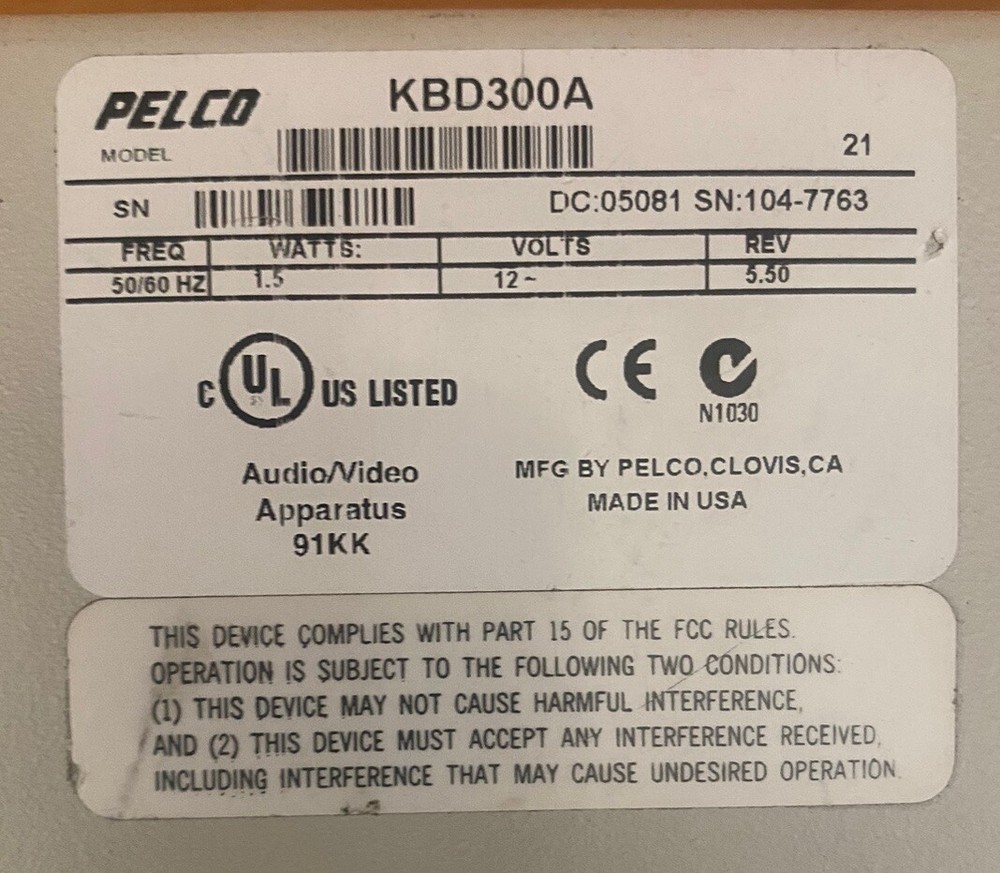 PELCO KBD300A
MODEL 21
SN DC:05081 SN:104-7763
FREQ WATTS: VOLTS REV
50/60 HZ 1.5 12~ 5.50
C UL US LISTED CE
N1030
Audio/Video
Apparatus
91KK
MFG BY PELCO,CLOVIS,CA
MADE IN USA
THIS DEVICE COMPLIES WITH PART 15 OF THE FCC RULES.
OPERATION IS SUBJECT TO THE FOLLOWING TWO CONDITIONS:
(1) THIS DEVICE MAY NOT CAUSE HARMFUL INTERFERENCE,
AND (2) THIS DEVICE MUST ACCEPT ANY INTERFERENCE RECEIVED,
INCLUDING INTERFERENCE THAT MAY CAUSE UNDESIRED OPERATION.